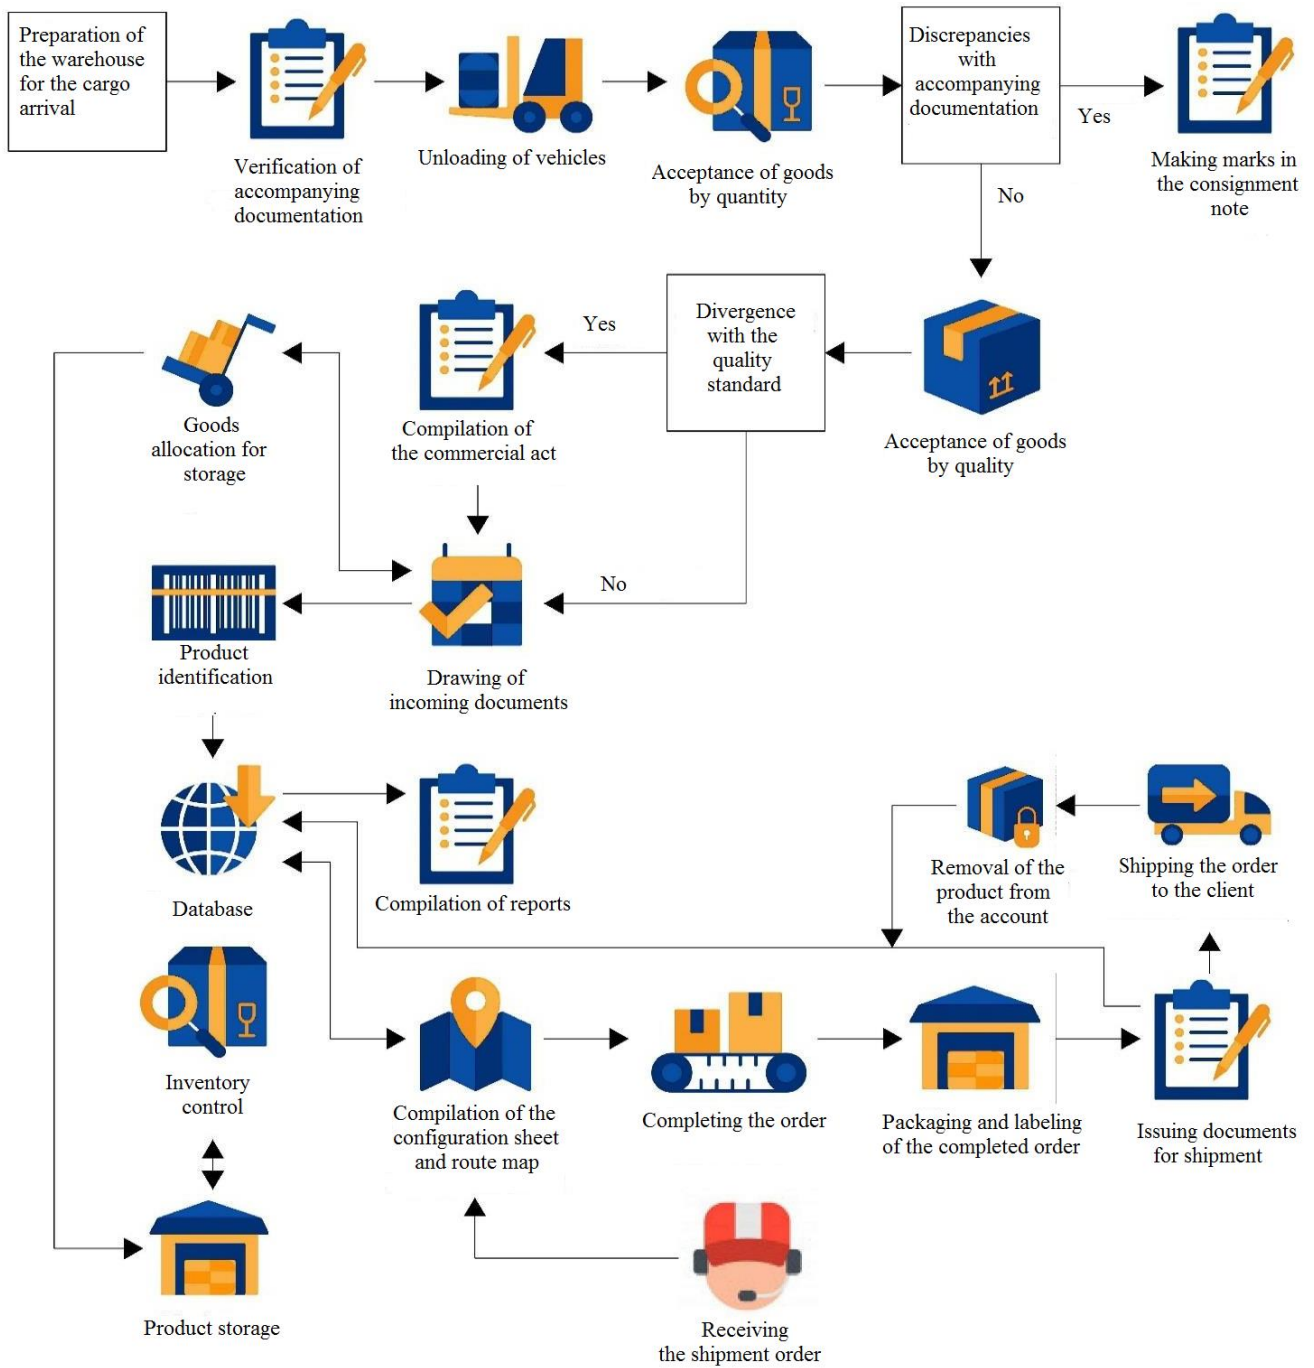 Preparation of
the warehouse
for the cargo
arrival
Verification of
accompanying
documentation
Unloading of vehicles
Acceptance of goods
by quantity
Discrepancies
with
accompanying
documentation
Yes
No
Making marks in
the consignment
note
Goods
allocation for
storage
Compilation of
the commercial act
Yes
Divergence
with the
quality
standard
Acceptance of goods
by quality
No
Product
identification
Drawing of
incoming documents
Database
Compilation of reports
Removal of the
product from
the account
Shipping the order
to the client
Inventory
control
Compilation of the
configuration sheet
and route map
Completing the order
Packaging and labeling
of the completed order
Issuing documents
for shipment
Product storage
Receiving
the shipment order